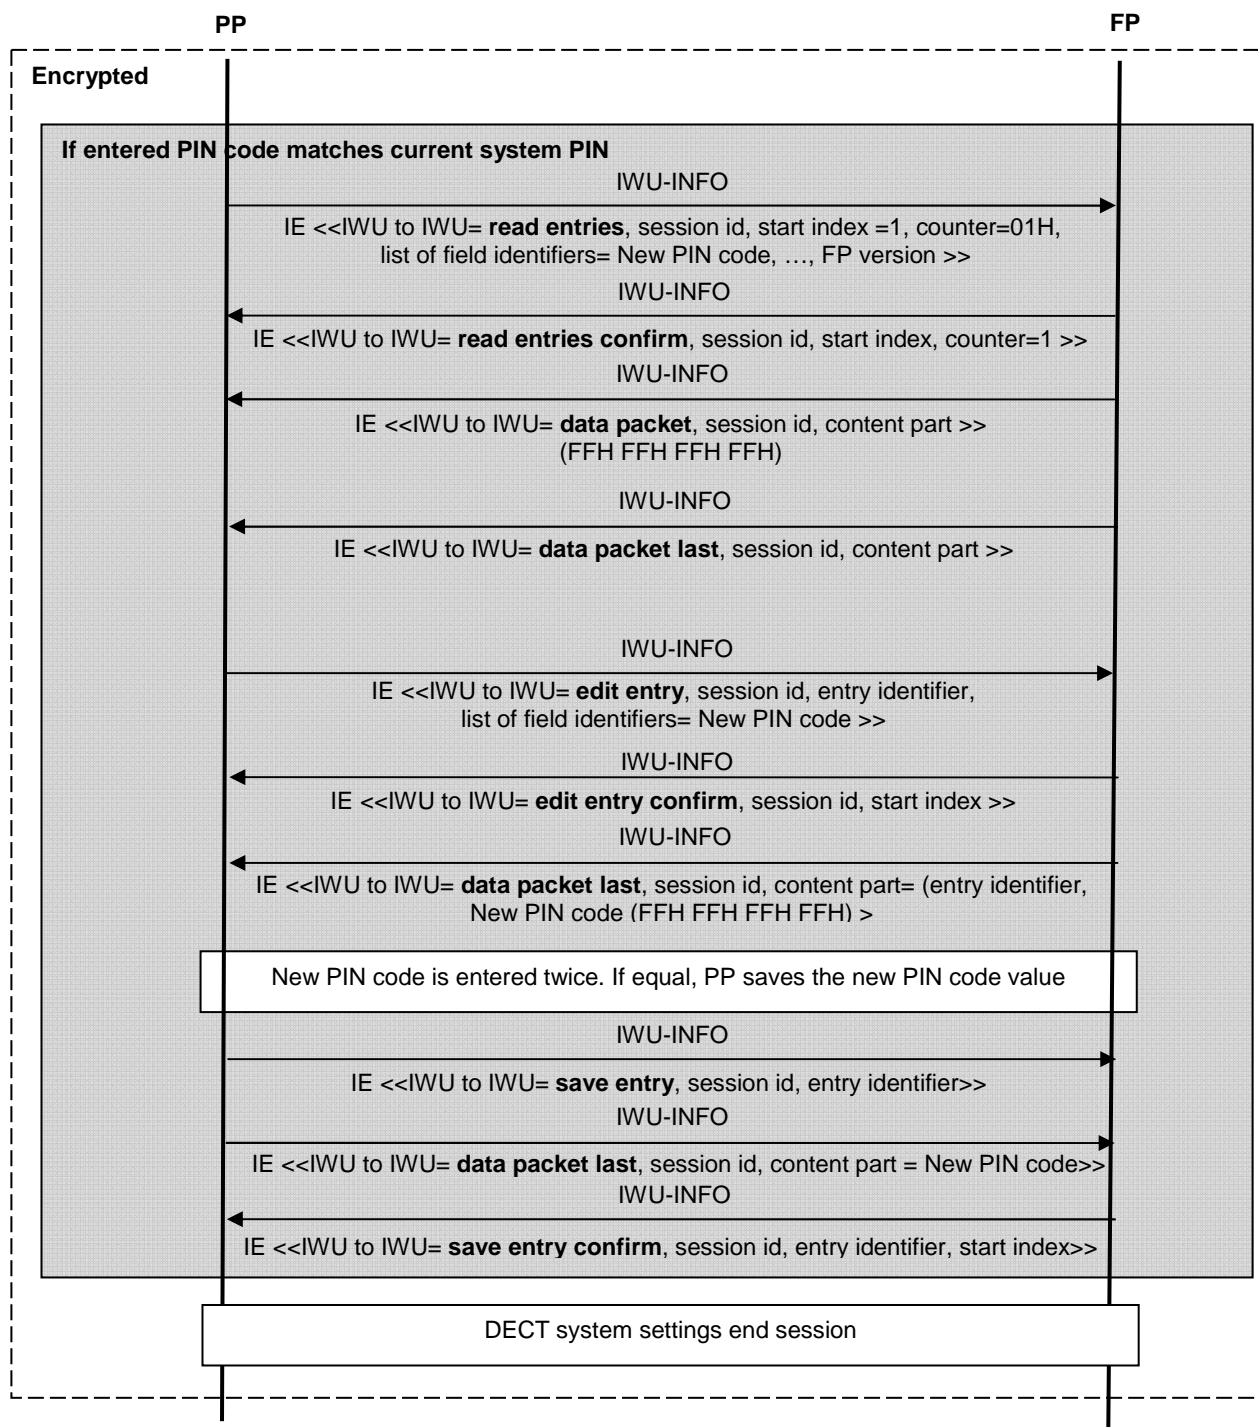 PP
FP
Encrypted
If entered PIN code matches current system PIN
IWU-INFO
IE <<IWU to IWU= read entries, session id, start index =1, counter=01H,
list of field identifiers= New PIN code, …, FP version >>
IWU-INFO
IE <<IWU to IWU= read entries confirm, session id, start index, counter=1 >>
IWU-INFO
IE <<IWU to IWU= data packet, session id, content part >>
(FFH FFH FFH FFH)
IWU-INFO
IE <<IWU to IWU= data packet last, session id, content part >>
IWU-INFO
IE <<IWU to IWU= edit entry, session id, entry identifier,
list of field identifiers= New PIN code >>
IWU-INFO
IE <<IWU to IWU= edit entry confirm, session id, start index >>
IWU-INFO
IE <<IWU to IWU= data packet last, session id, content part= (entry identifier,
New PIN code (FFH FFH FFH FFH) >
New PIN code is entered twice. If equal, PP saves the new PIN code value
IWU-INFO
IE <<IWU to IWU= save entry, session id, entry identifier>>
IWU-INFO
IE <<IWU to IWU= data packet last, session id, content part = New PIN code>>
IWU-INFO
IE <<IWU to IWU= save entry confirm, session id, entry identifier, start index>>
DECT system settings end session